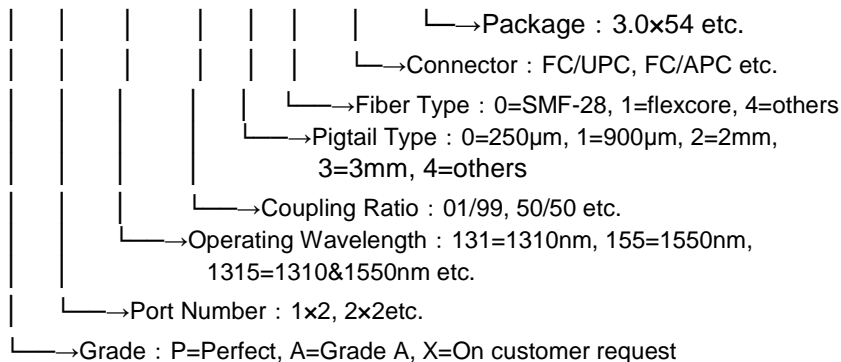 Package：3.0×54 etc.
Connector：FC/UPC, FC/APC etc.
Fiber Type：0=SMF-28, 1=flexcore, 4=others
Pigtail Type：0=250μm, 1=900μm, 2=2mm,
3=3mm, 4=others
Coupling Ratio：01/99, 50/50 etc.
Operating Wavelength：131=1310nm, 155=1550nm,
1315=1310&1550nm etc.
Port Number：1×2, 2×2etc.
Grade：P=Perfect, A=Grade A, X=On customer request